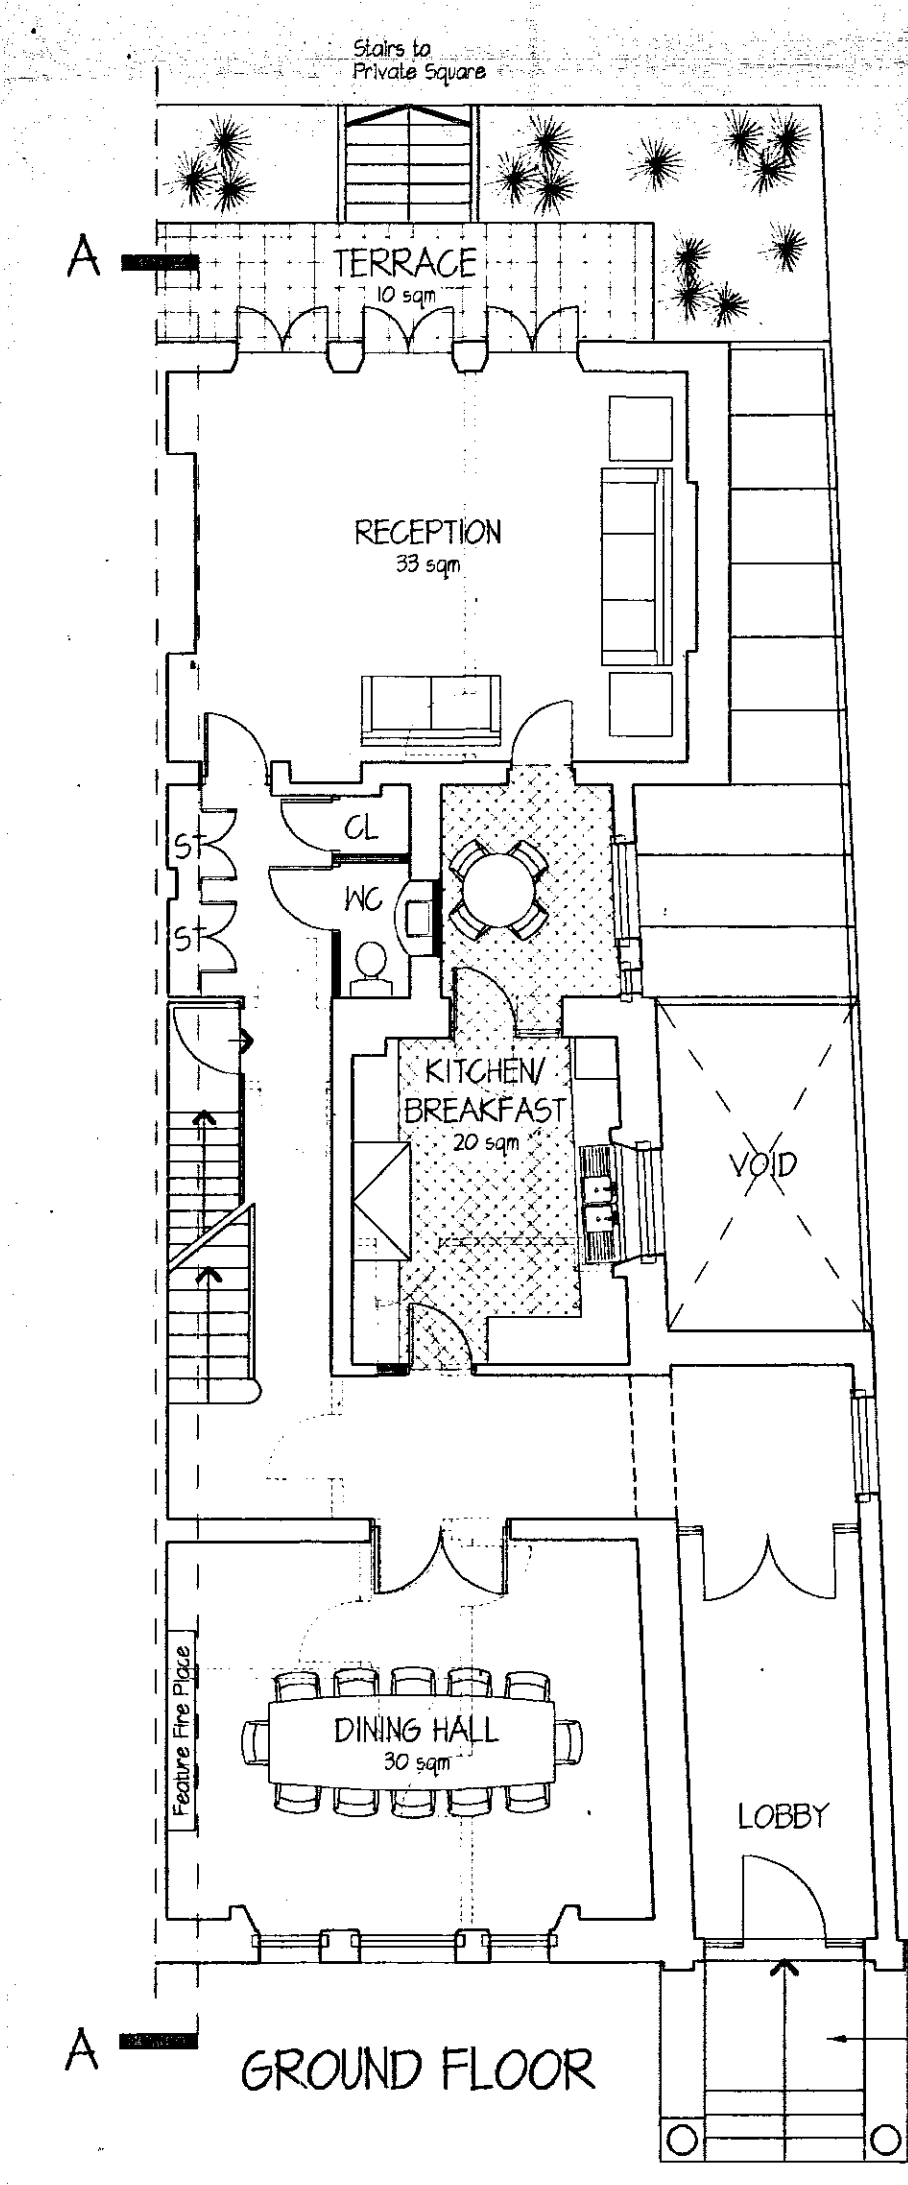 Stairs to
Private Square
A
TERRACE
10 sqm
RECEPTION
33 sqm
CL
ST
WC
ST
KITCHEN/
BREAKFAST
20 sqm
VOID
Feature Fire Place
DINING HALL
30 sqm
LOBBY
A
GROUND FLOOR